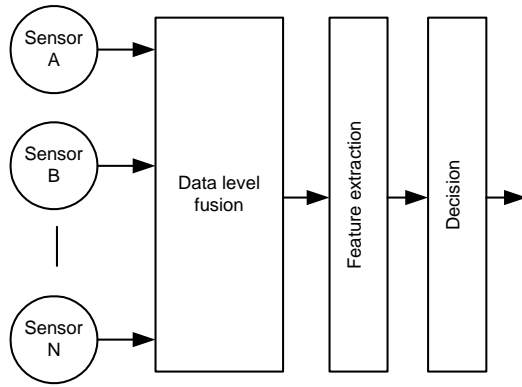 Sensor
A
Sensor
B
Sensor
N
Data level
fusion
Feature extraction
Decision